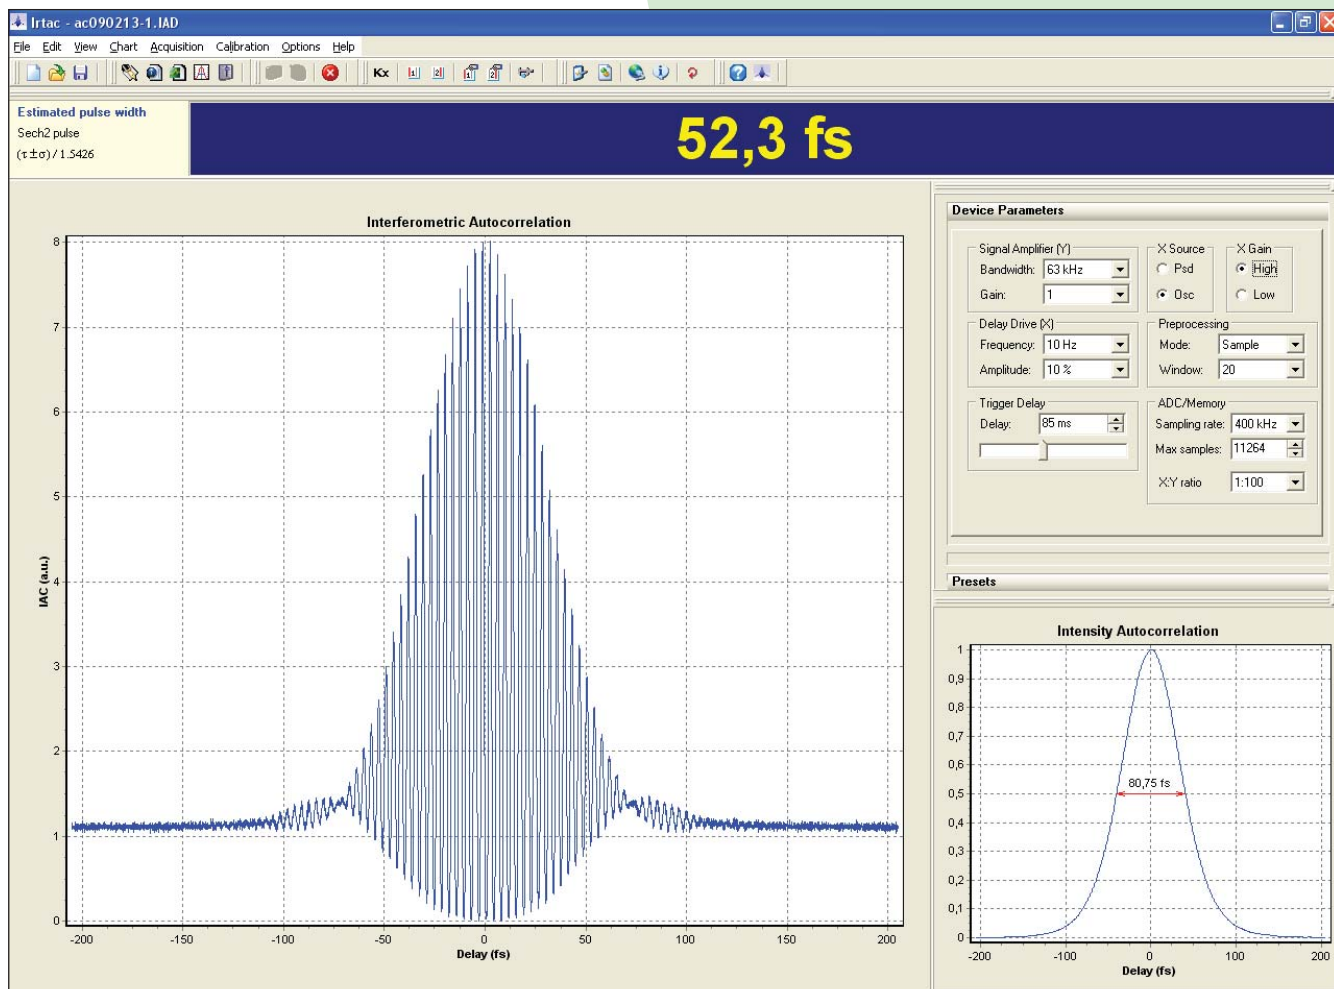 Irtac - ac090213-1.IAD
File Edit View Chart Acquisition Calibration Options Help
Kx
Estimated pulse width
Sech2 pulse
(τ±σ) / 1.5426
52,3 fs
Interferometric Autocorrelation
8
7
6
5
4
3
2
1
0
IAC (a.u.)
-200 -150 -100 -50 0 50 100 150 200
Delay (fs)
Device Parameters
Signal Amplifier (Y)
Bandwidth: 63 kHz
Gain: 1
X Source
Psd
Osc
X Gain
High
Low
Delay Drive (X)
Frequency: 10 Hz
Amplitude: 10 %
Preprocessing
Mode: Sample
Window: 20
Trigger Delay
Delay: 85 ms
ADC/Memory
Sampling rate: 400 kHz
Max samples: 11264
X:Y ratio 1:100
Presets
Intensity Autocorrelation
1
0,9
0,8
0,7
0,6
80,75 fs
0,5
0,4
0,3
0,2
0,1
0
-200 -100 0 100 200
Delay (fs)